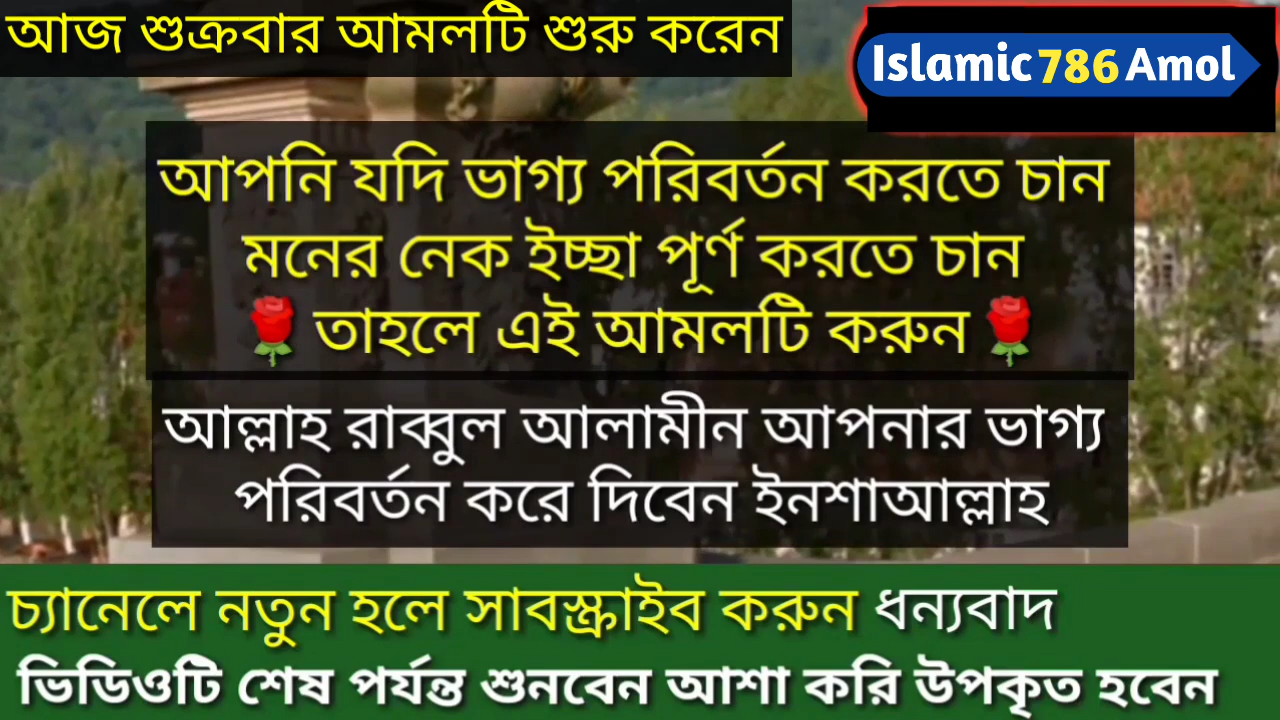 আজ শুক্রবার আমলটি শুরু করেন
Islamic 786 Amol
আপনি যদি ভাগ্য পরিবর্তন করতে চান
মনের নেক ইচ্ছা পূর্ণ করতে চান
🌹 তাহলে এই আমলটি করুন 🌹
আল্লাহ রাব্বুল আলামীন আপনার ভাগ্য
পরিবর্তন করে দিবেন ইনশাআল্লাহ
চ্যানেলে নতুন হলে সাবস্ক্রাইব করুন ধন্যবাদ
ভিডিওটি শেষ পর্যন্ত শুনবেন আশা করি উপকৃত হবেন